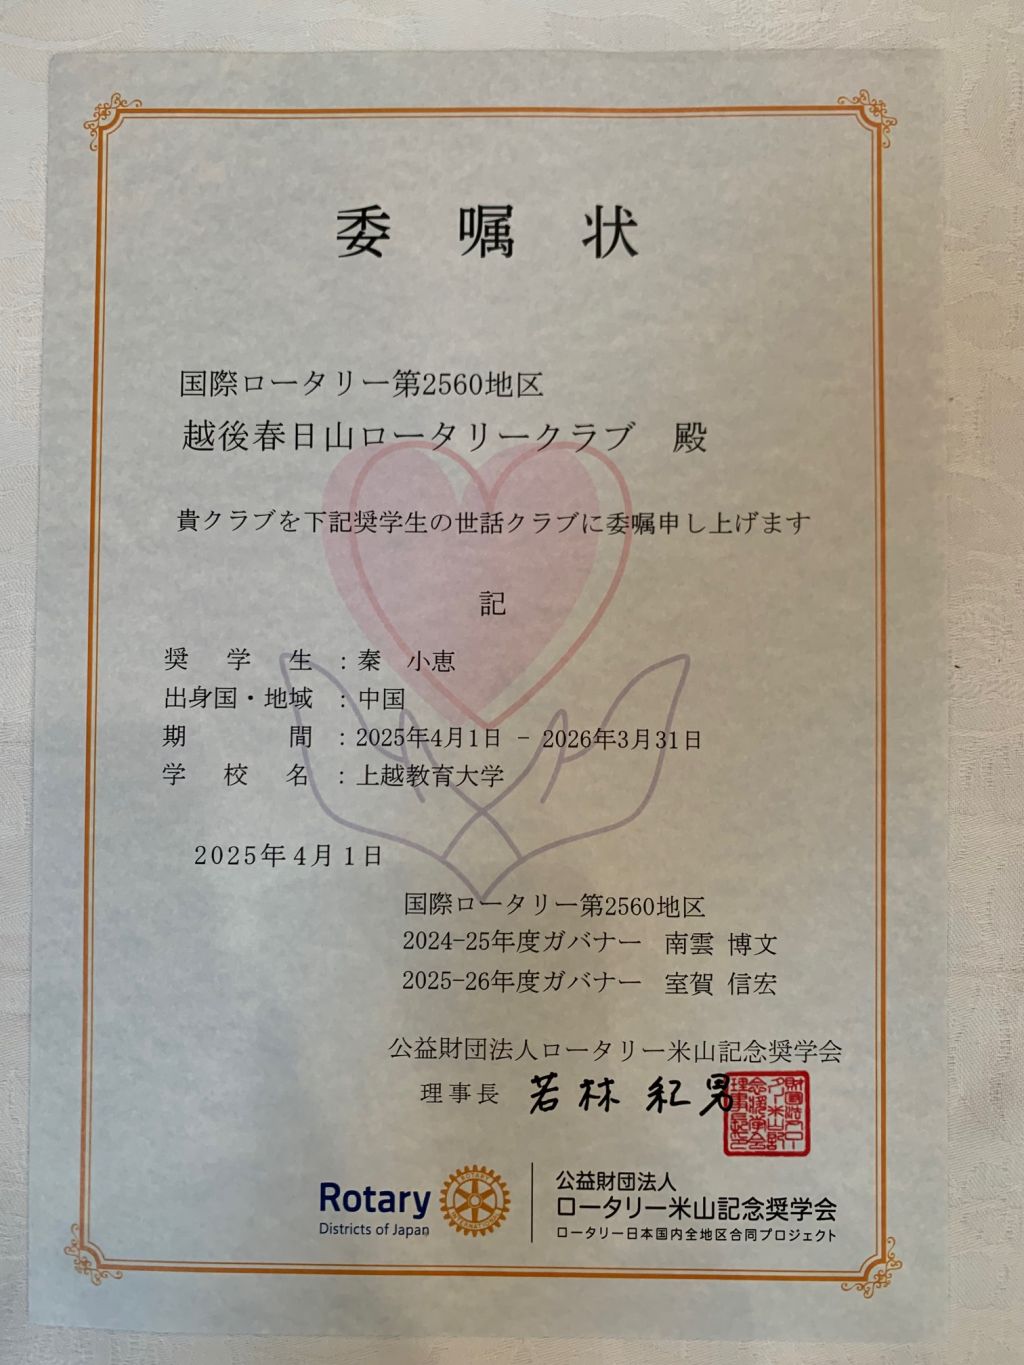 委嘱状
国際ロータリー第2560地区
越後春日山ロータリークラブ　殿
貴クラブを下記奨学生の世話クラブに委嘱申し上げます
記
奨学生：秦　小恵
出身国・地域：中国
期間：2025年4月1日 － 2026年3月31日
学校名：上越教育大学
2025年4月1日
国際ロータリー第2560地区
2024-25年度ガバナー　南雲 博文
2025-26年度ガバナー　室賀 信宏
公益財団法人ロータリー米山記念奨学会
理事長　若林 紀男
Rotary
Districts of Japan
ROTARY INTERNATIONAL
公益財団法人
ロータリー米山記念奨学会
ロータリー日本国内全地区合同プロジェクト